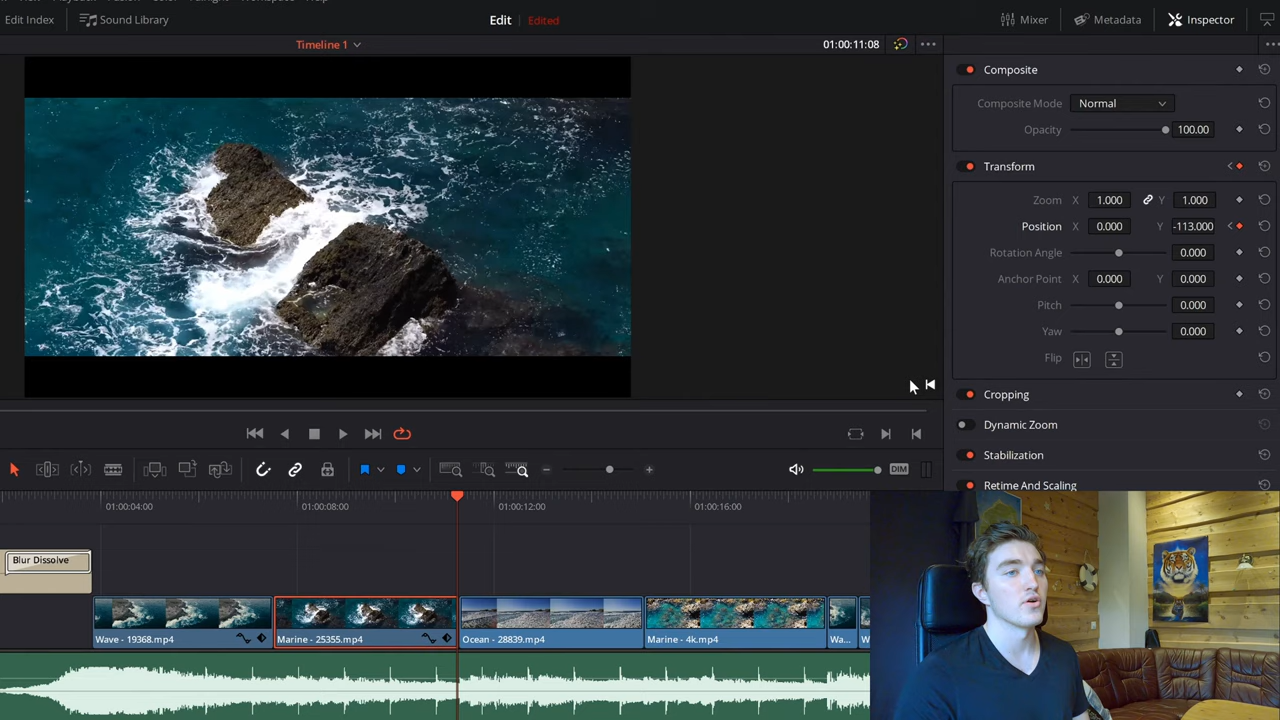 Edit Index
Sound Library
Edit
Edited
Mixer
Metadata
Inspector
Timeline 1
01:00:11:08
Composite
Composite Mode Normal
Opacity 100.00
Transform
Zoom X 1.000 Y 1.000
Position X 0.000 Y -113.000
Rotation Angle 0.000
Anchor Point X 0.000 Y 0.000
Pitch 0.000
Yaw 0.000
Flip
Cropping
Dynamic Zoom
Stabilization
Retime And Scaling
DIM
01:00:04:00
01:00:08:00
01:00:12:00
01:00:16:00
Blur Dissolve
Wave - 19368.mp4
Marine - 25355.mp4
Ocean - 28839.mp4
Marine - 4k.mp4
Wa...